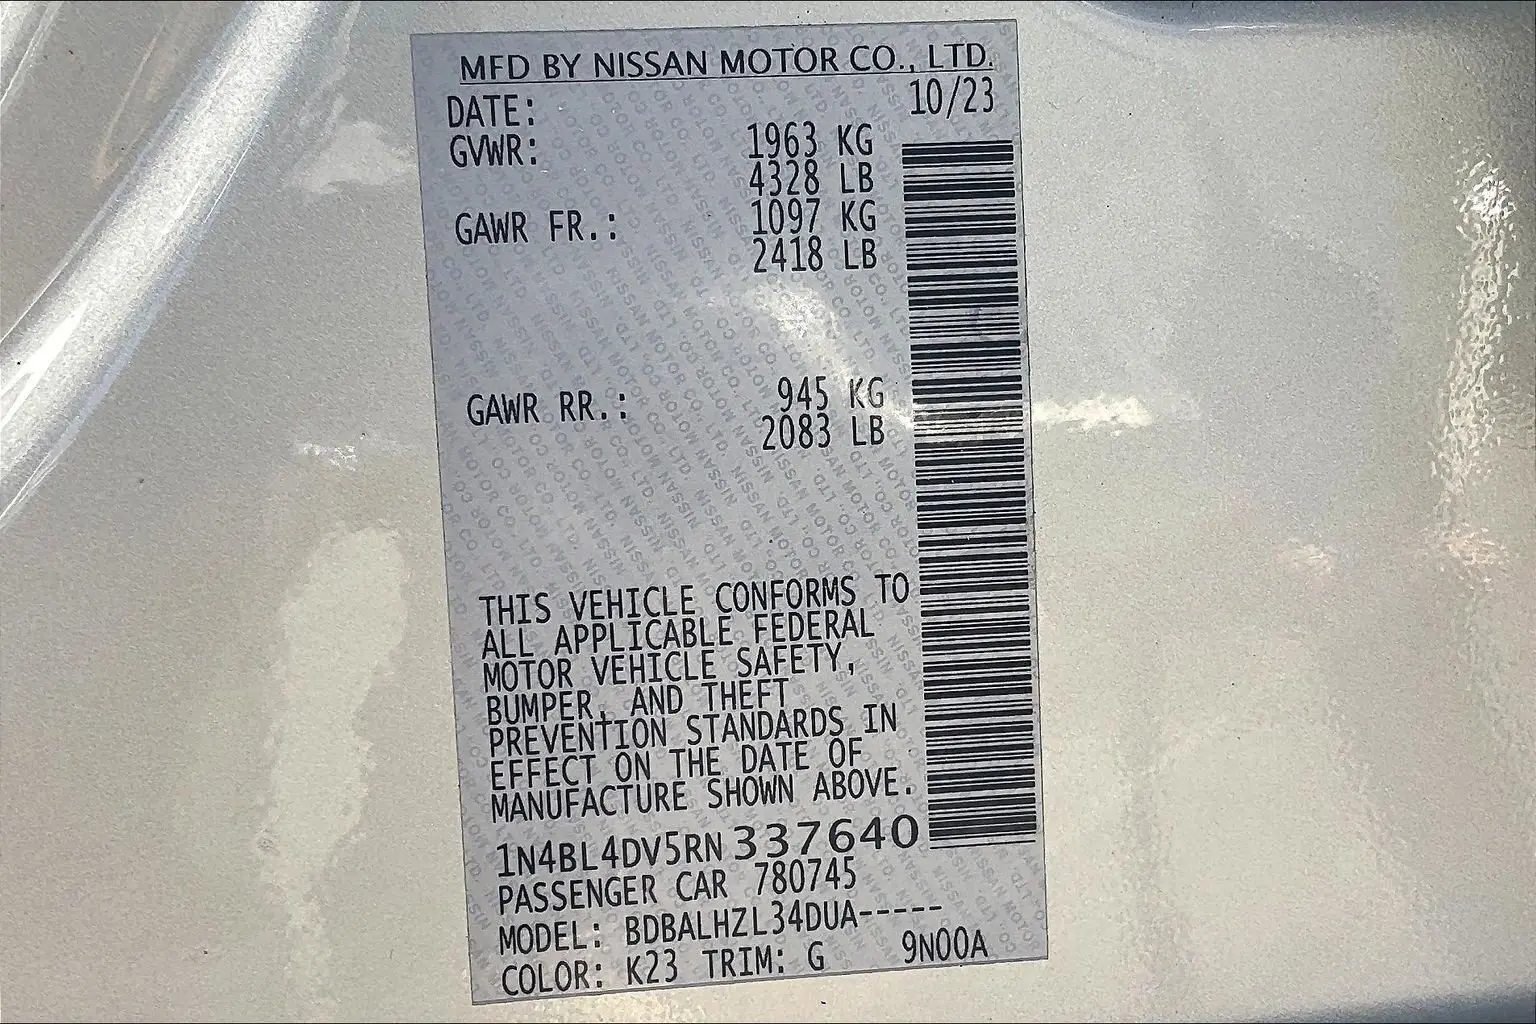 MFD BY NISSAN MOTOR CO., LTD.
DATE: 10/23
GVWR: 1963 KG
4328 LB
GAWR FR.: 1097 KG
2418 LB
GAWR RR.: 945 KG
2083 LB
THIS VEHICLE CONFORMS TO
ALL APPLICABLE FEDERAL
MOTOR VEHICLE SAFETY,
BUMPER, AND THEFT
PREVENTION STANDARDS IN
EFFECT ON THE DATE OF
MANUFACTURE SHOWN ABOVE.
1N4BL4DV5RN337640
PASSENGER CAR 780745
MODEL: BDBALHZL34DUA-----
COLOR: K23 TRIM: G 9N00A